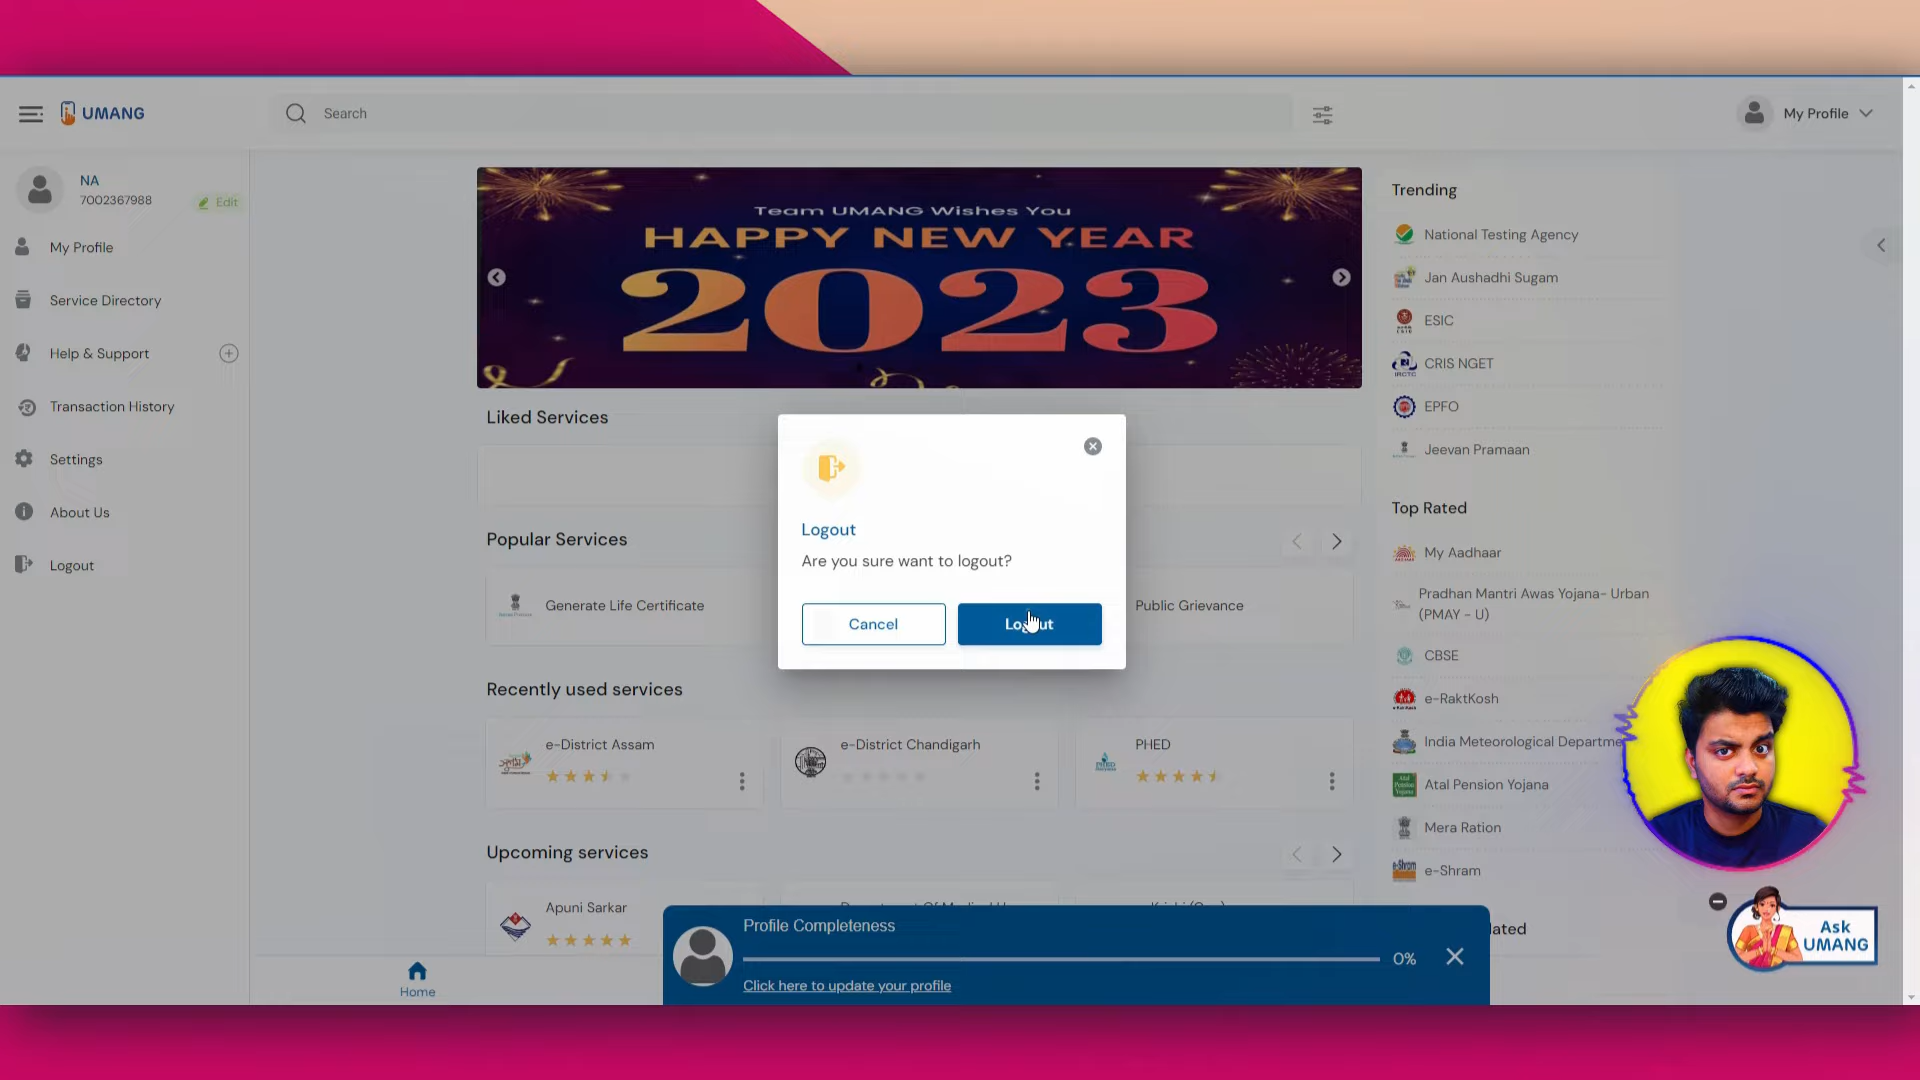 UMANG
Search
My Profile
NA
7002367988
Edit
My Profile
Service Directory
Help & Support
Transaction History
Settings
About Us
Logout
Team UMANG Wishes You
HAPPY NEW YEAR
2023
Liked Services
Popular Services
Generate Life Certificate
Public Grievance
Recently used services
e-District Assam
e-District Chandigarh
PHED
Upcoming services
Apuni Sarkar
Home
Logout
Are you sure want to logout?
Cancel
Logout
Trending
National Testing Agency
Jan Aushadhi Sugam
ESIC
CRIS NGET
EPFO
Jeevan Pramaan
Top Rated
My Aadhaar
Pradhan Mantri Awas Yojana- Urban
(PMAY - U)
CBSE
e-RaktKosh
India Meteorological Departme
Atal Pension Yojana
Mera Ration
e-Shram
lated
Profile Completeness
0%
Click here to update your profile
Ask
UMANG